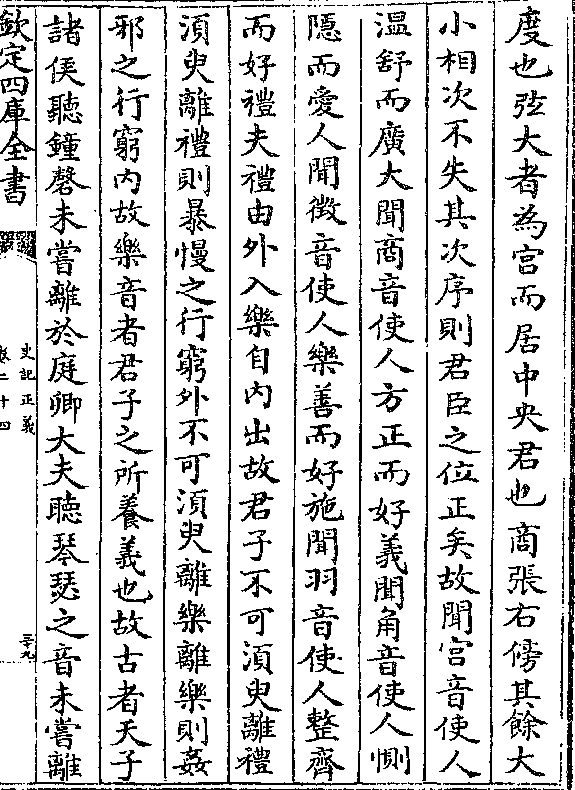 度也弦大者為宫而居中央君也商張右傍其餘大
小相次不失其次序則君臣之位正矣故聞宫音使人
温舒而廣大聞商音使人方正而好義聞角音使人惻
隠而愛人聞徴音使人樂善而好施聞羽音使人整齊
而好禮夫禮由外入樂自内出故君子不可須臾離禮
須臾離禮則暴慢之行窮外不可須臾離樂離樂則姦
邪之行窮内故樂音者君子之所養義也故古者天子
諸侯聽鐘磬未嘗離於庭卿大夫聴琴瑟之音未嘗離
欽定四庫全書
史記正義
卷二十四
三十九